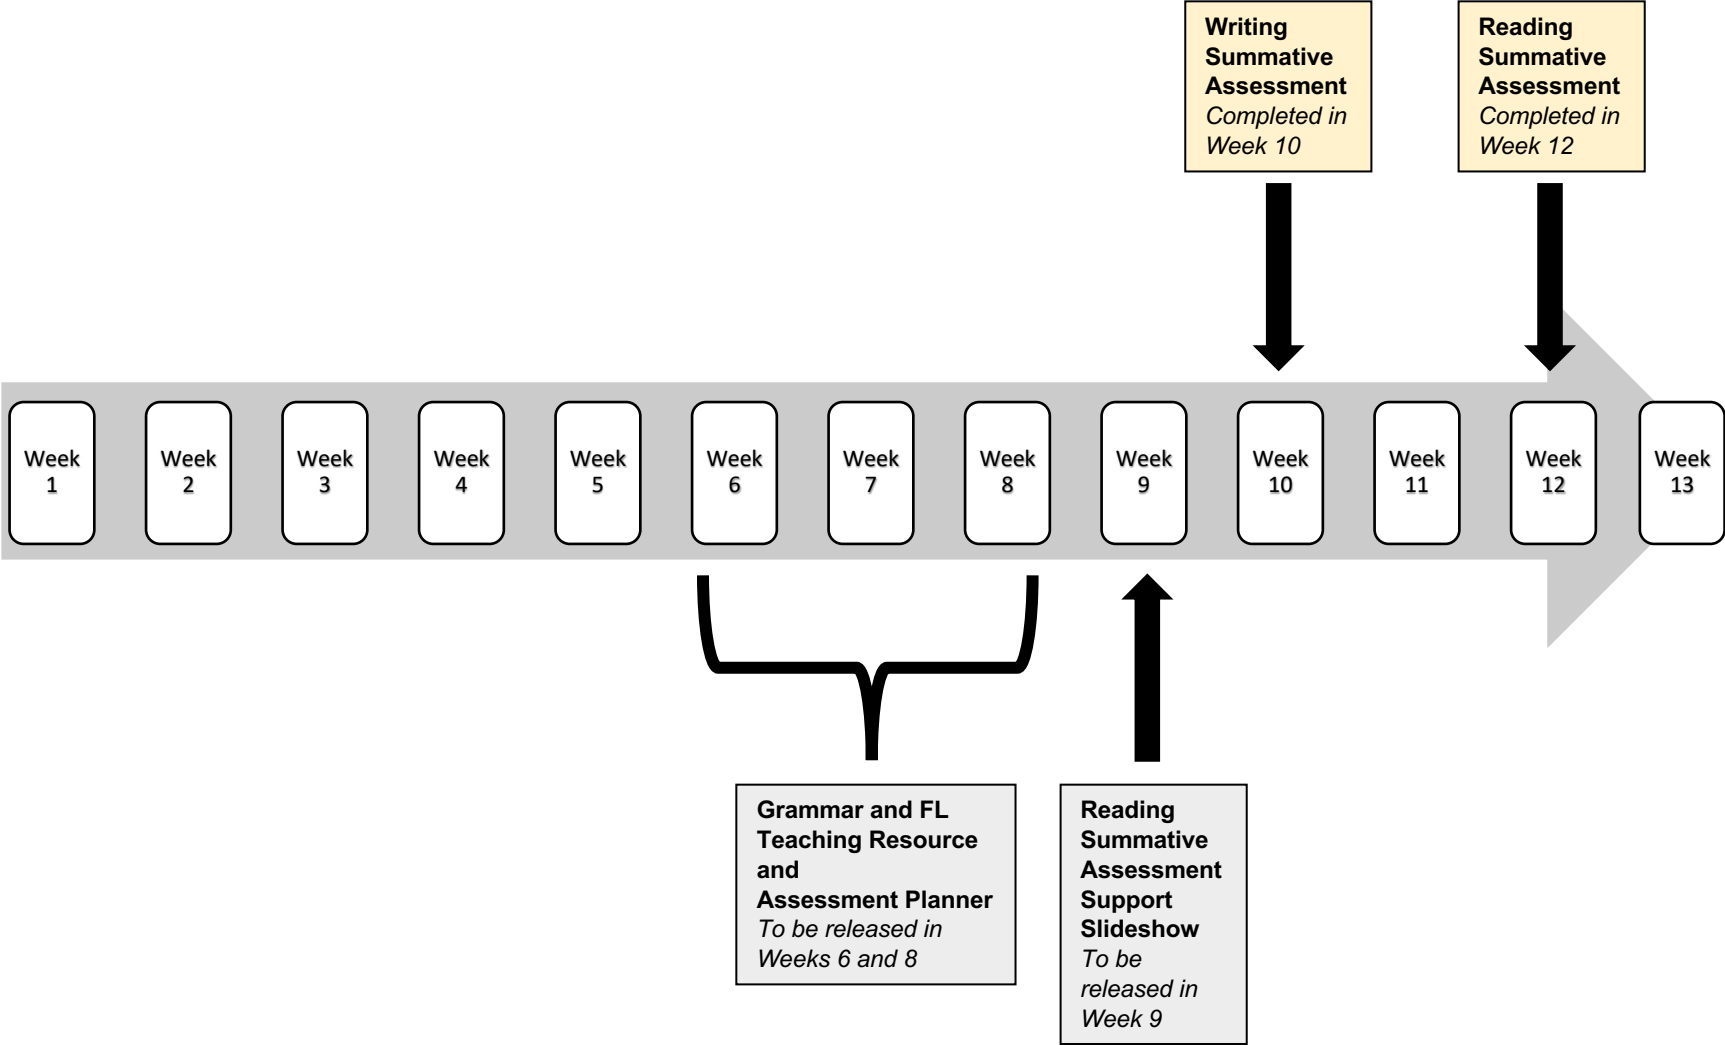 Writing
Summative
Assessment
Completed in
Week 10
Reading
Summative
Assessment
Completed in
Week 12
Week
1
Week
2
Week
3
Week
4
Week
5
Week
6
Week
7
Week
8
Week
9
Week
10
Week
11
Week
12
Week
13
Grammar and FL
Teaching Resource
and
Assessment Planner
To be released in
Weeks 6 and 8
Reading
Summative
Assessment
Support
Slideshow
To be
released in
Week 9